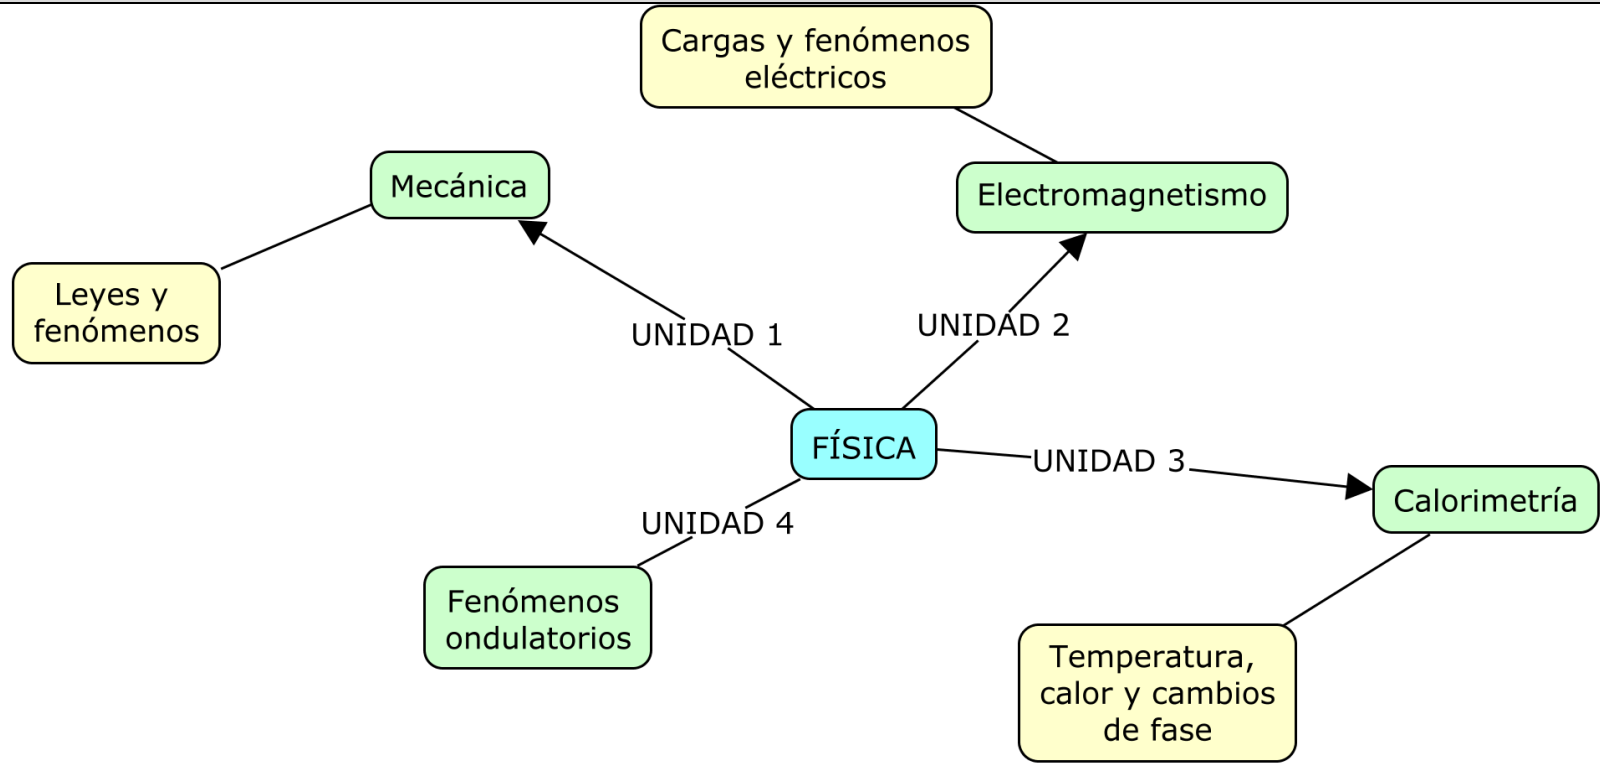 Cargas y fenómenos
eléctricos
Mecánica
Electromagnetismo
Leyes y
fenómenos
UNIDAD 1
UNIDAD 2
FÍSICA
UNIDAD 3
Calorimetría
UNIDAD 4
Fenómenos
ondulatorios
Temperatura,
calor y cambios
de fase